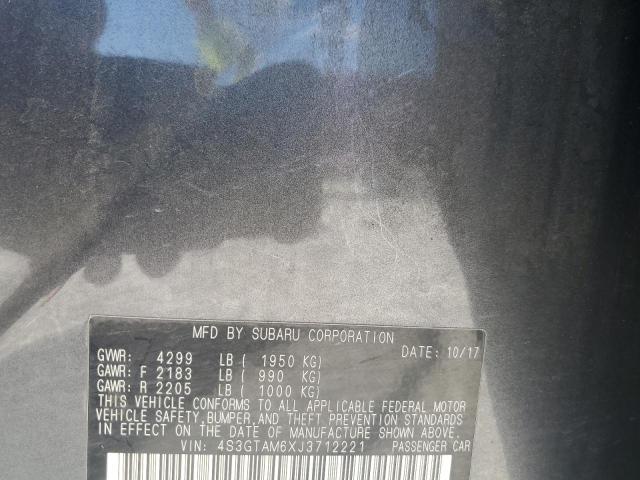 MFD BY SUBARU CORPORATION
DATE: 10/17
GVWR: 4299 LB ( 1950 KG)
GAWR: F 2183 LB ( 990 KG)
GAWR: R 2205 LB ( 1000 KG)
THIS VEHICLE CONFORMS TO ALL APPLICABLE FEDERAL MOTOR
VEHICLE SAFETY, BUMPER, AND THEFT PREVENTION STANDARDS
IN EFFECT ON THE DATE OF MANUFACTURE SHOWN ABOVE.
VIN: 4S3GTAM6XJ3712221 PASSENGER CAR